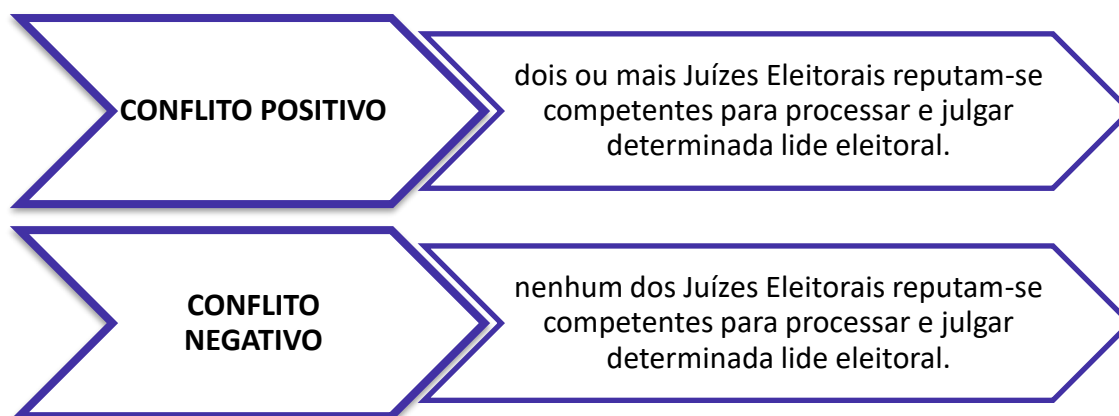 CONFLITO POSITIVO
dois ou mais Juízes Eleitorais reputam-se
competentes para processar e julgar
determinada lide eleitoral.
CONFLITO
NEGATIVO
nenhum dos Juízes Eleitorais reputam-se
competentes para processar e julgar
determinada lide eleitoral.